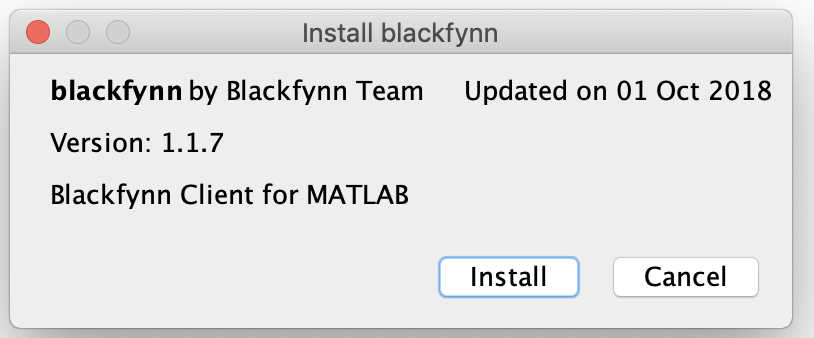 Install blackfynn
blackfynn by Blackfynn Team Updated on 01 Oct 2018
Version: 1.1.7
Blackfynn Client for MATLAB
Install Cancel